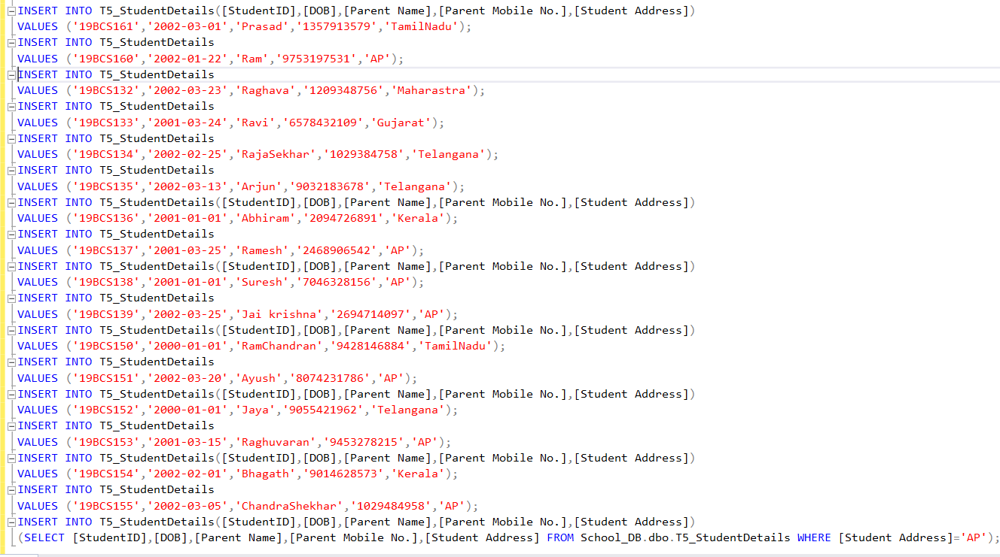 INSERT INTO T5_StudentDetails([StudentID],[DOB],[Parent Name],[Parent Mobile No.],[Student Address])
VALUES ('19BCS161','2002-03-01','Prasad','1357913579','TamilNadu');
INSERT INTO T5_StudentDetails
VALUES ('19BCS160','2002-01-22','Ram','9753197531','AP');
INSERT INTO T5_StudentDetails
VALUES ('19BCS132','2002-03-23','Raghava','1209348756','Maharastra');
INSERT INTO T5_StudentDetails
VALUES ('19BCS133','2001-03-24','Ravi','6578432109','Gujarat');
INSERT INTO T5_StudentDetails
VALUES ('19BCS134','2002-02-25','RajaSekhar','1029384758','Telangana');
INSERT INTO T5_StudentDetails
VALUES ('19BCS135','2002-03-13','Arjun','9032183678','Telangana');
INSERT INTO T5_StudentDetails([StudentID],[DOB],[Parent Name],[Parent Mobile No.],[Student Address])
VALUES ('19BCS136','2001-01-01','Abhiram','2094726891','Kerala');
INSERT INTO T5_StudentDetails
VALUES ('19BCS137','2001-03-25','Ramesh','2468906542','AP');
INSERT INTO T5_StudentDetails([StudentID],[DOB],[Parent Name],[Parent Mobile No.],[Student Address])
VALUES ('19BCS138','2001-01-01','Suresh','7046328156','AP');
INSERT INTO T5_StudentDetails
VALUES ('19BCS139','2002-03-25','Jai krishna','2694714097','AP');
INSERT INTO T5_StudentDetails([StudentID],[DOB],[Parent Name],[Parent Mobile No.],[Student Address])
VALUES ('19BCS150','2000-01-01','RamChandran','9428146884','TamilNadu');
INSERT INTO T5_StudentDetails
VALUES ('19BCS151','2002-03-20','Ayush','8074231786','AP');
INSERT INTO T5_StudentDetails([StudentID],[DOB],[Parent Name],[Parent Mobile No.],[Student Address])
VALUES ('19BCS152','2000-01-01','Jaya','9055421962','Telangana');
INSERT INTO T5_StudentDetails
VALUES ('19BCS153','2001-03-15','Raghuvaran','9453278215','AP');
INSERT INTO T5_StudentDetails([StudentID],[DOB],[Parent Name],[Parent Mobile No.],[Student Address])
VALUES ('19BCS154','2002-02-01','Bhagath','9014628573','Kerala');
INSERT INTO T5_StudentDetails
VALUES ('19BCS155','2002-03-05','ChandraShekhar','1029484958','AP');
INSERT INTO T5_StudentDetails([StudentID],[DOB],[Parent Name],[Parent Mobile No.],[Student Address])
(SELECT [StudentID],[DOB],[Parent Name],[Parent Mobile No.],[Student Address] FROM School_DB.dbo.T5_StudentDetails WHERE [Student Address]='AP');